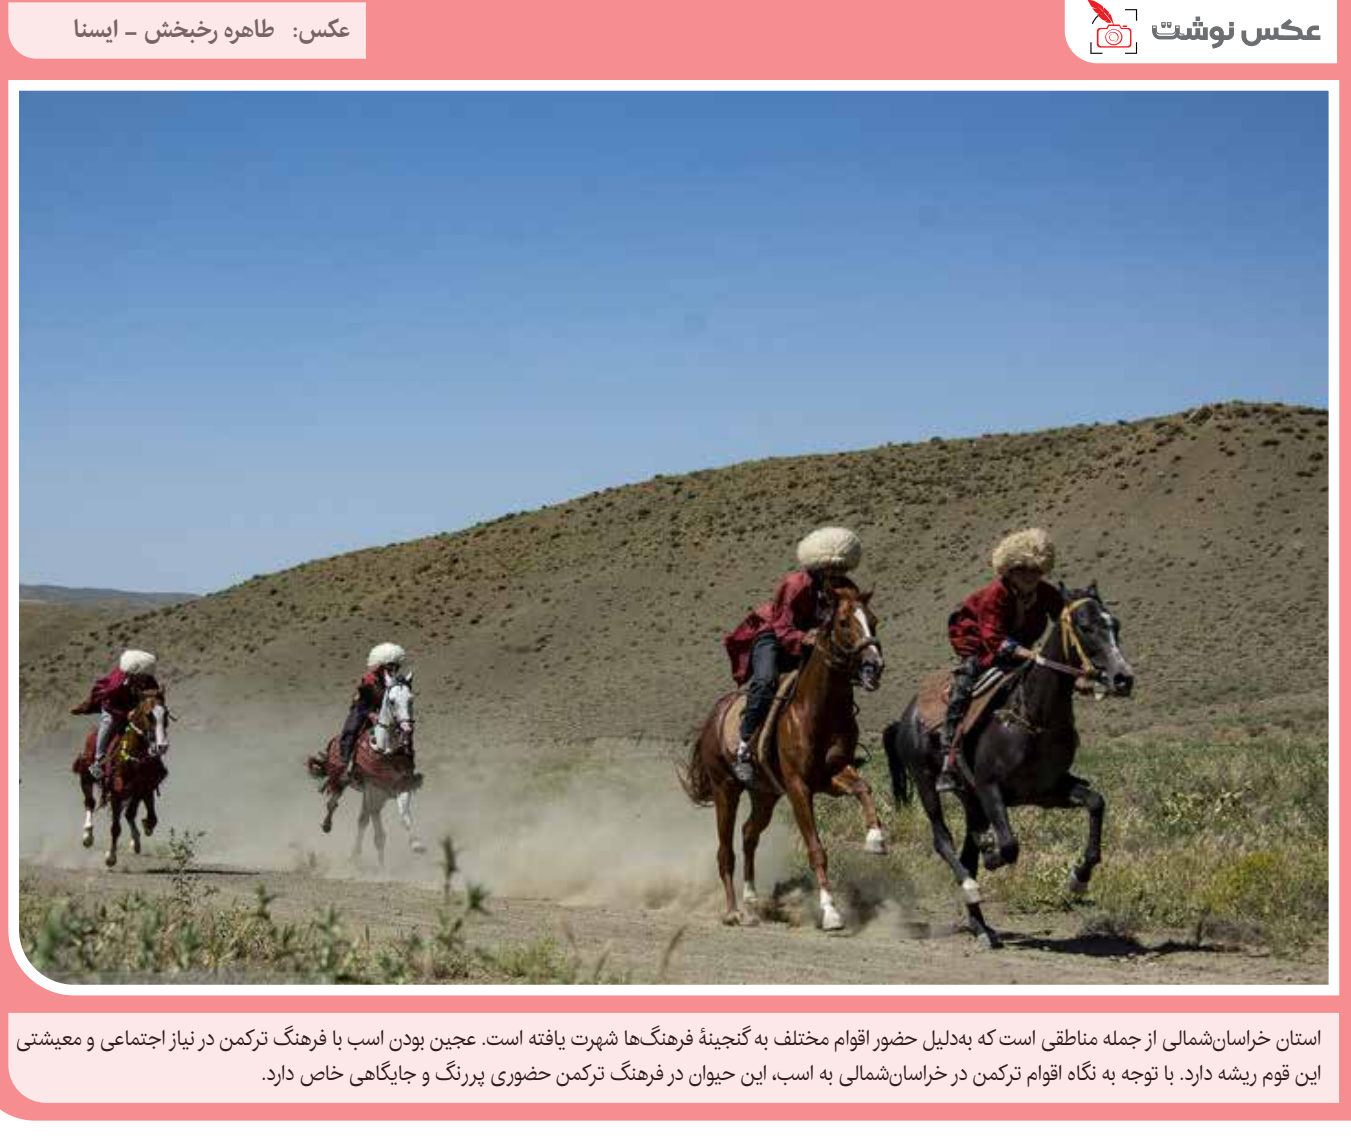 عکس نوشت
عکس: طاهره رخبخش - ایسنا
استان خراسان‌شمالی از جمله مناطقی است که به‌دلیل حضور اقوام مختلف به گنجینهٔ فرهنگ‌ها شهرت یافته است. عجین بودن اسب با فرهنگ ترکمن در نیاز اجتماعی و معیشتی
این قوم ریشه دارد. با توجه به نگاه اقوام ترکمن در خراسان‌شمالی به اسب، این حیوان در فرهنگ ترکمن حضوری پررنگ و جایگاهی خاص دارد.